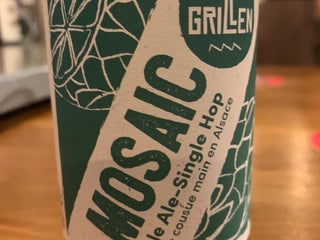 GRILLEN
MOSAIC
le Ale-Single Hop
cousue main en Alsace